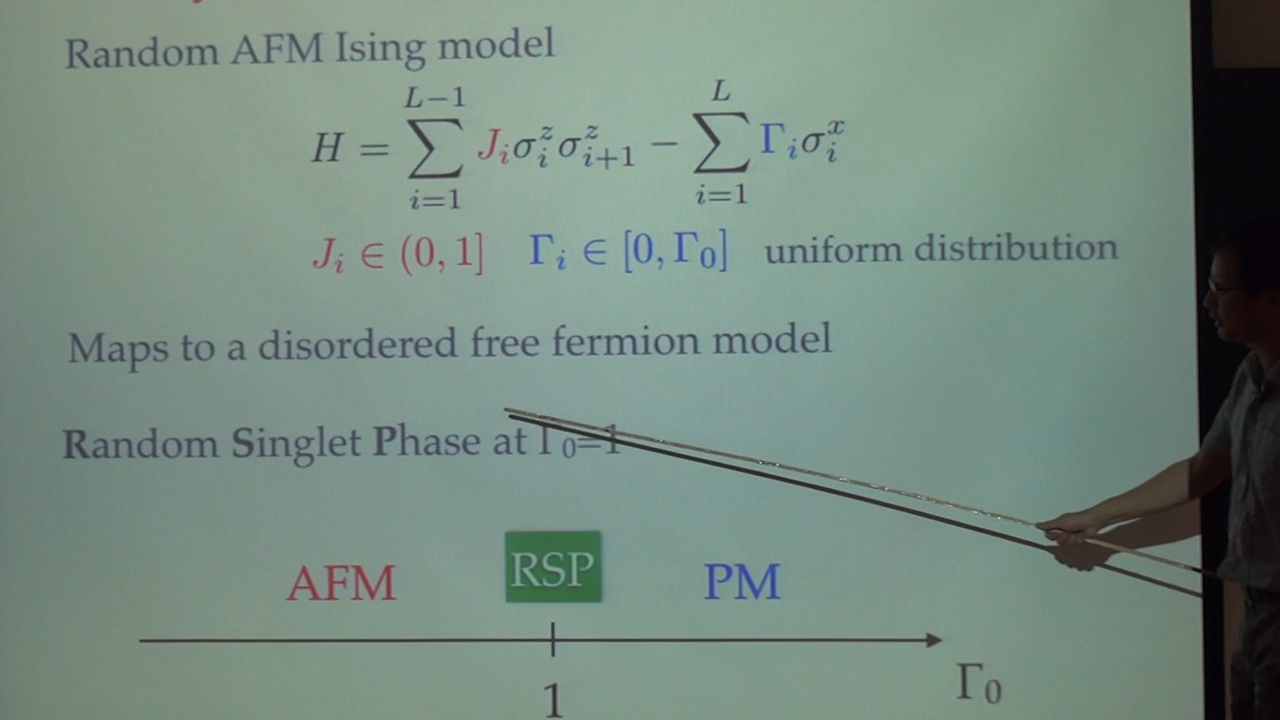 Random AFM Ising model
H = \sum_{i=1}^{L-1} J_i σ_i^z σ_{i+1}^z − \sum_{i=1}^{L} Γ_i σ_i^x
J_i ∈ (0, 1] Γ_i ∈ [0, Γ_0] uniform distribution
Maps to a disordered free fermion model
Random Singlet Phase at Γ_0=1
AFM RSP PM
1 Γ_0